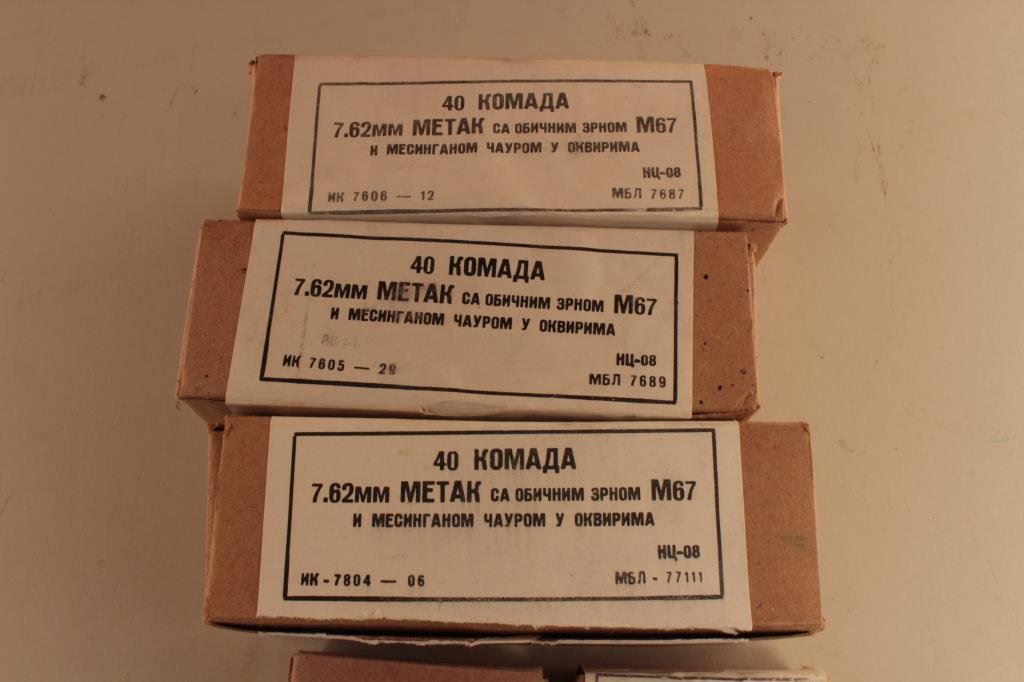 40 КОМАДА
7.62мм МЕТАК СА ОБИЧНИМ ЗРНОМ М67
И МЕСИНГАНОМ ЧАУРОМ У ОКВИРИМА
НЦ-08
ИК 7606 — 12 МБЛ 7687
40 КОМАДА
7.62мм МЕТАК СА ОБИЧНИМ ЗРНОМ М67
И МЕСИНГАНОМ ЧАУРОМ У ОКВИРИМА
НЦ-08
ИК 7605 — 29 МБЛ 7689
40 КОМАДА
7.62мм МЕТАК СА ОБИЧНИМ ЗРНОМ М67
И МЕСИНГАНОМ ЧАУРОМ У ОКВИРИМА
НЦ-08
ИК - 7804 — 06 МБЛ - 77111